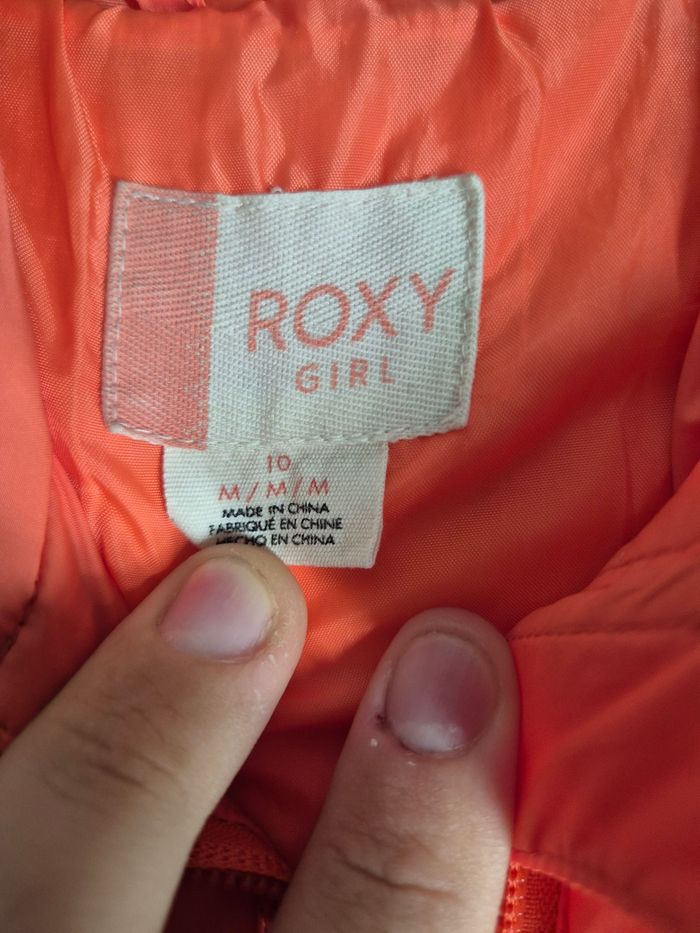 ROXY
GIRL
10
M/M/M
MADE IN CHINA
FABRIQUÉ EN CHINE
HECHO EN CHINA